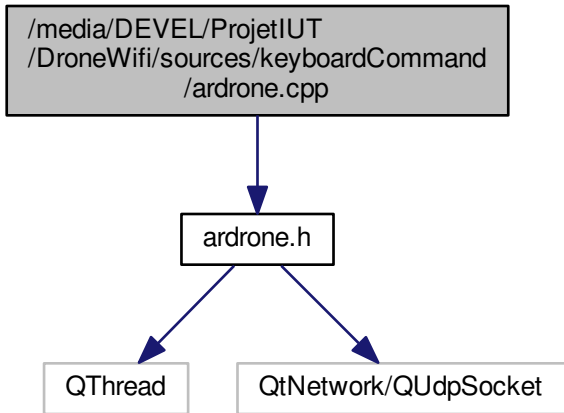 /media/DEVEL/ProjetIUT
/DroneWifi/sources/keyboardCommand
/ardrone.cpp
ardrone.h
QThread
QtNetwork/QUdpSocket